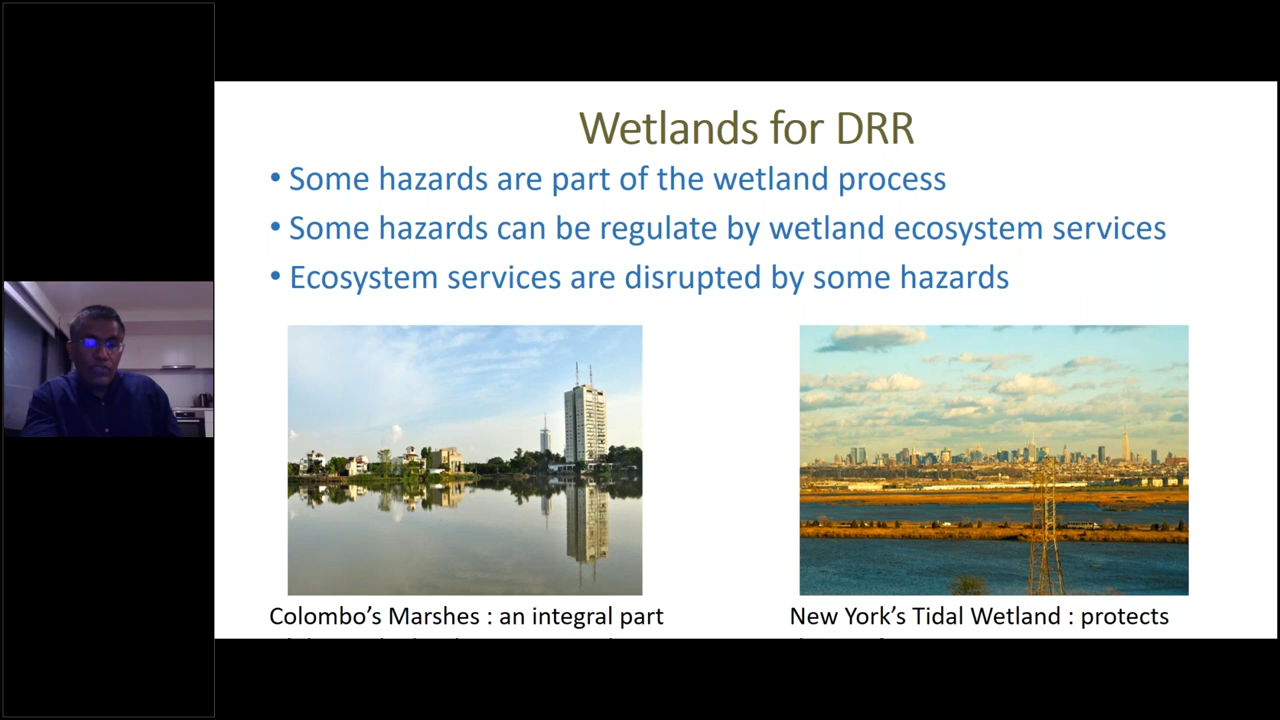 Wetlands for DRR
• Some hazards are part of the wetland process
• Some hazards can be regulate by wetland ecosystem services
• Ecosystem services are disrupted by some hazards
Colombo’s Marshes : an integral part
New York’s Tidal Wetland : protects